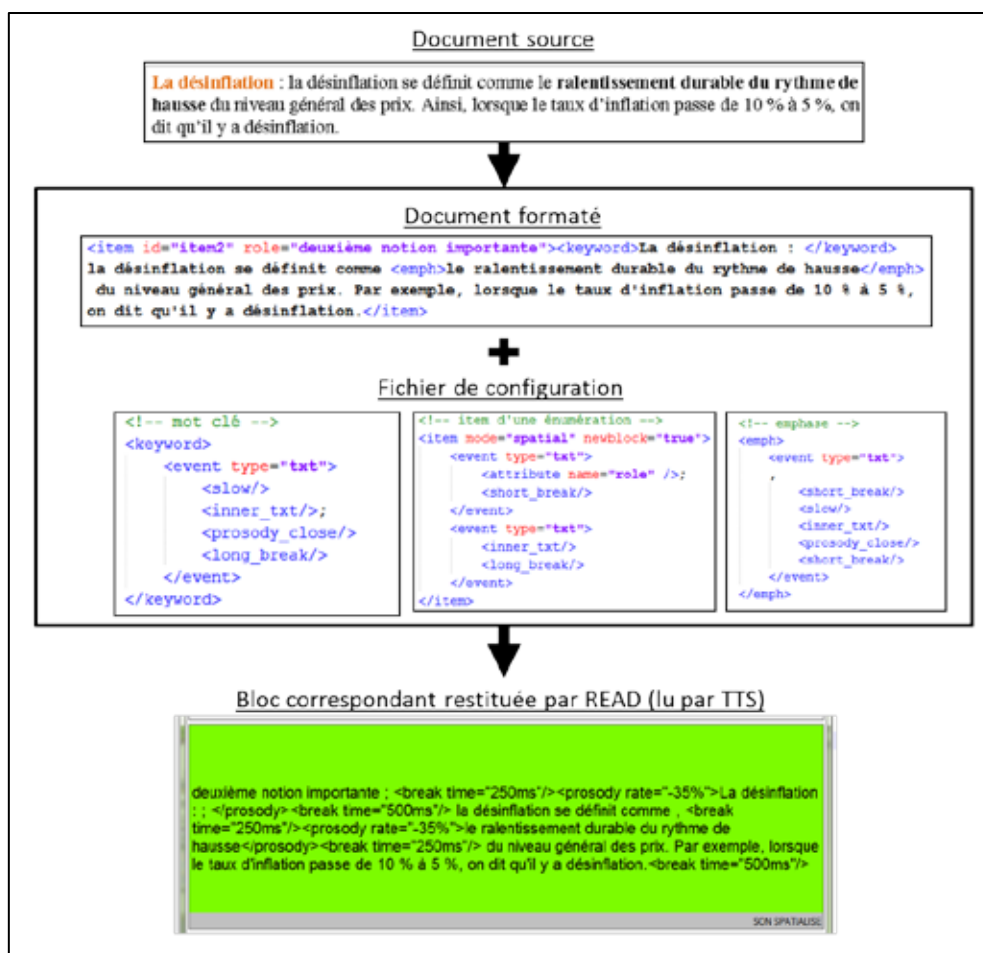 Document source
La désinflation : la désinflation se définit comme le ralentissement durable du rythme de
hausse du niveau général des prix. Ainsi, lorsque le taux d'inflation passe de 10 % à 5 %, on
dit qu'il y a désinflation.
Document formaté
<item id="item2" role="deuxième notion importante"><keyword>La désinflation : </keyword>
la désinflation se définit comme <emph>le ralentissement durable du rythme de hausse</emph>
du niveau général des prix. Par exemple, lorsque le taux d'inflation passe de 10 % à 5 %,
on dit qu'il y a désinflation.</item>
Fichier de configuration
<!-- mot clé -->
<keyword>
<event type="txt">
<slow/>
<inner_txt/>;
<prosody_close/>
<long_break/>
</event>
</keyword>
<!-- item d'une énumération -->
<item mode="spatial" newblock="true">
<event type="txt">
<attribute name="role" />;
<short_break/>
</event>
<event type="txt">
<inner_txt/>
<long_break/>
</event>
</item>
<!-- emphase -->
<emph>
<event type="txt">
,
<short_break/>
<slow/>
<inner_txt/>
<prosody_close/>
<short_break/>
</event>
</emph>
Bloc correspondant restituée par READ (lu par TTS)
deuxième notion importante ; <break time="250ms"/><prosody rate="-35%">La désinflation
: ; </prosody><break time="500ms"/> la désinflation se définit comme , <break
time="250ms"/><prosody rate="-35%">le ralentissement durable du rythme de
hausse</prosody><break time="250ms"/> du niveau général des prix. Par exemple, lorsque
le taux d'inflation passe de 10 % à 5 %, on dit qu'il y a désinflation.<break time="500ms"/>
SON SPATIALISE